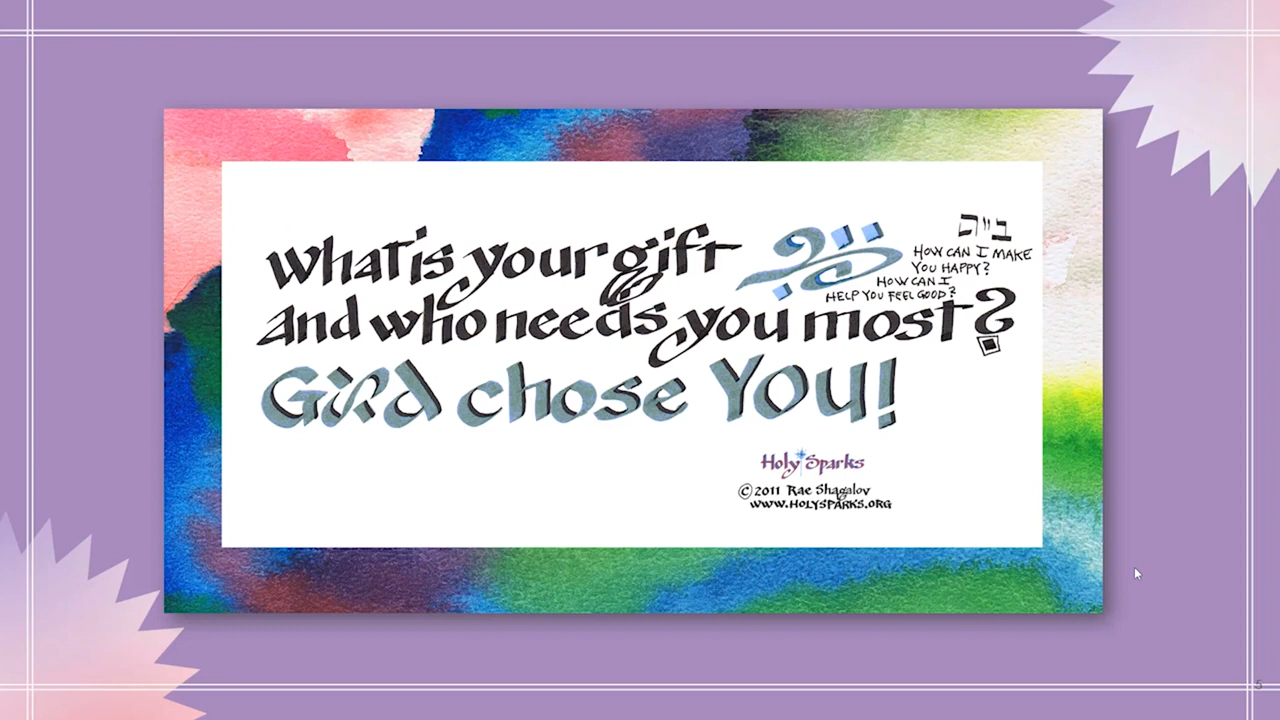 ב״ה
What is your gift
HOW CAN I MAKE
YOU HAPPY?
HOW CAN I
HELP YOU FEEL GOOD?
and who needs you most?
chose You!
Holy Sparks
© 2011 Rae Shagalov
WWW.HOLYSPARKS.ORG
5